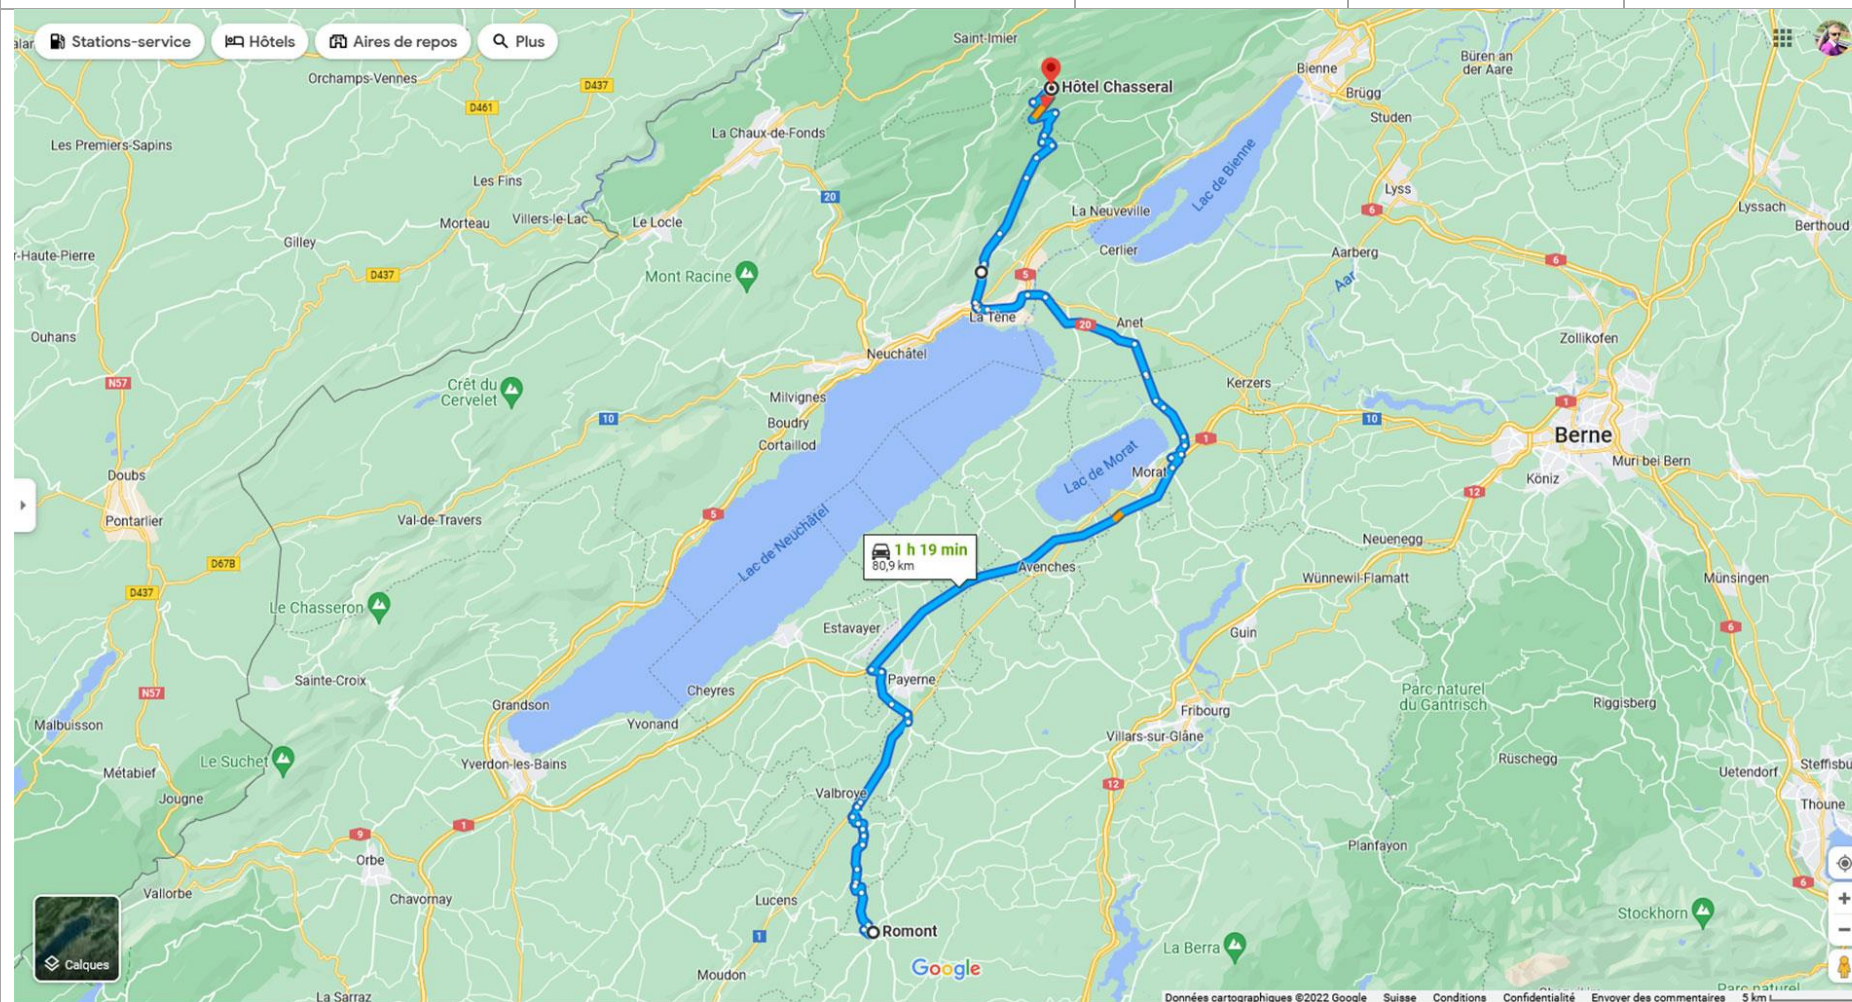 Stations-service
Hôtels
Aires de repos
Plus
Saint-Imier
Hôtel Chasseral
Bienne
Büren an
der Aare
Brügg
Studen
Orchamps-Vennes
D437
D461
La Chaux-de-Fonds
Les Premiers-Sapins
Les Fins
20
Lac de Bienne
Lyss
6
Lyssach
Berthoud
Morteau
Villers-le-Lac
Le Locle
La Neuveville
Cerlier
Aarberg
6
Aar
Gilley
D437
Mont Racine
5
La Tène
20
Anet
Ouhans
Zollikofen
Neuchâtel
N57
Crêt du
Cervelet
Milvignes
Kerzers
1
10
10
Boudry
Cortaillod
1
Berne
Muri bei Bern
Köniz
12
Doubs
Pontarlier
Val-de-Travers
5
Lac de Neuchâtel
Lac de Morat
Morat
1 h 19 min
80,9 km
Neuenegg
Avenches
Wünnewil-Flamatt
Münsingen
D67B
D437
Le Chasseron
Estavayer
Guin
6
Payerne
Sainte-Croix
N57
Cheyres
Grandson
Yvonand
Parc naturel
du Gantrisch
Riggisberg
Fribourg
Villars-sur-Glâne
Malbuisson
Le Suchet
Yverdon-les-Bains
Métabief
Rüschegg
Uetendorf
Thoune
Jougne
Valbroye
12
9
1
Orbe
Planfayon
6
Vallorbe
Chavornay
Lucens
Romont
1
Stockhorn
La Berra
Calques
Moudon
Google
La Sarraz
Données cartographiques ©2022 Google
Suisse
Conditions
Confidentialité
Envoyer des commentaires
5 km